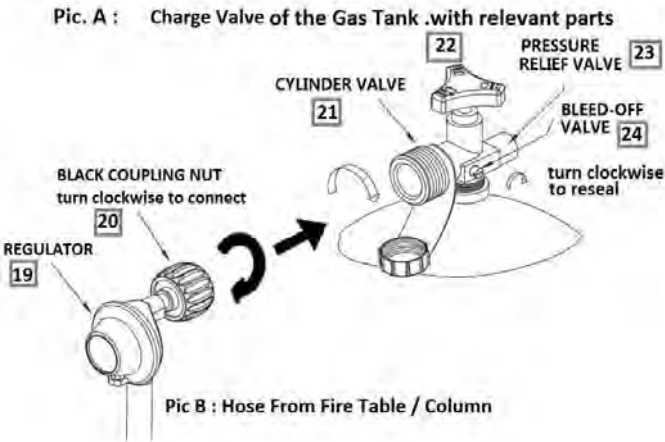 Pic. A :   Charge Valve of the Gas Tank .with relevant parts
22
PRESSURE
RELIEF VALVE 23
CYLINDER VALVE
21
BLEED-OFF
VALVE 24
turn clockwise
to reseal
BLACK COUPLING NUT
turn clockwise to connect
20
REGULATOR
19
Pic B : Hose From Fire Table / Column